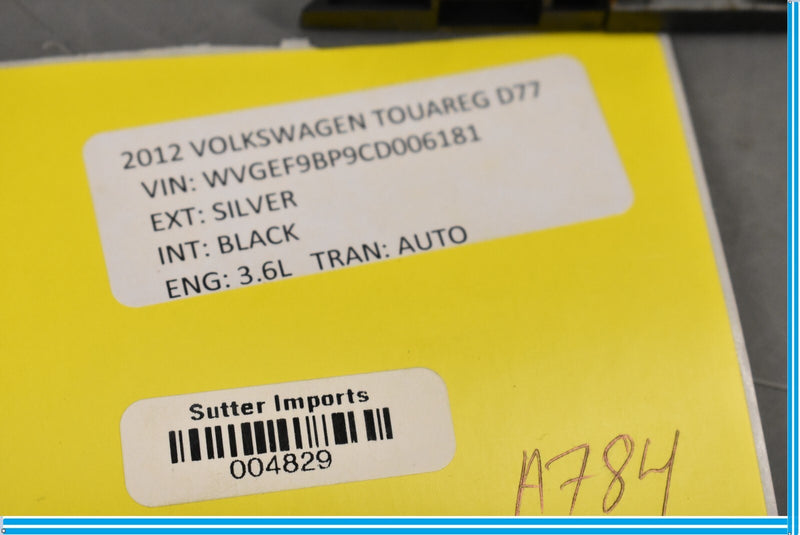 2012 VOLKSWAGEN TOUAREG D77
VIN: WVGEF9BP9CD006181
EXT: SILVER
INT: BLACK
ENG: 3.6L TRAN: AUTO
Sutter Imports
004829
A784